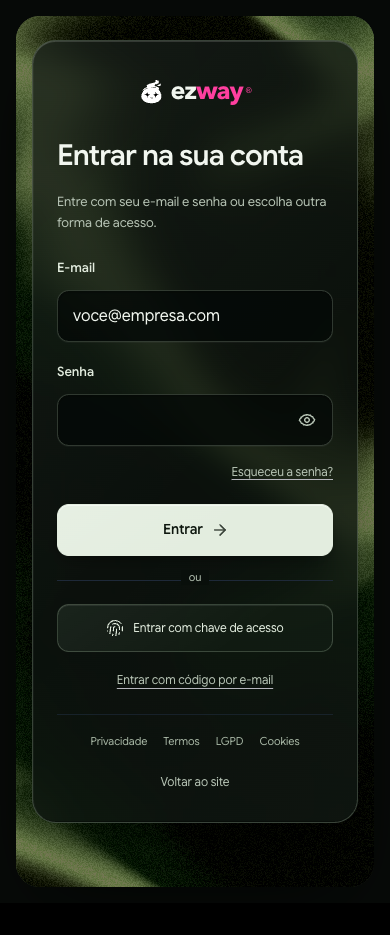 ezway®
Entrar na sua conta
Entre com seu e-mail e senha ou escolha outra
forma de acesso.
E-mail
voce@empresa.com
Senha
Esqueceu a senha?
Entrar →
ou
Entrar com chave de acesso
Entrar com código por e-mail
Privacidade Termos LGPD Cookies
Voltar ao site